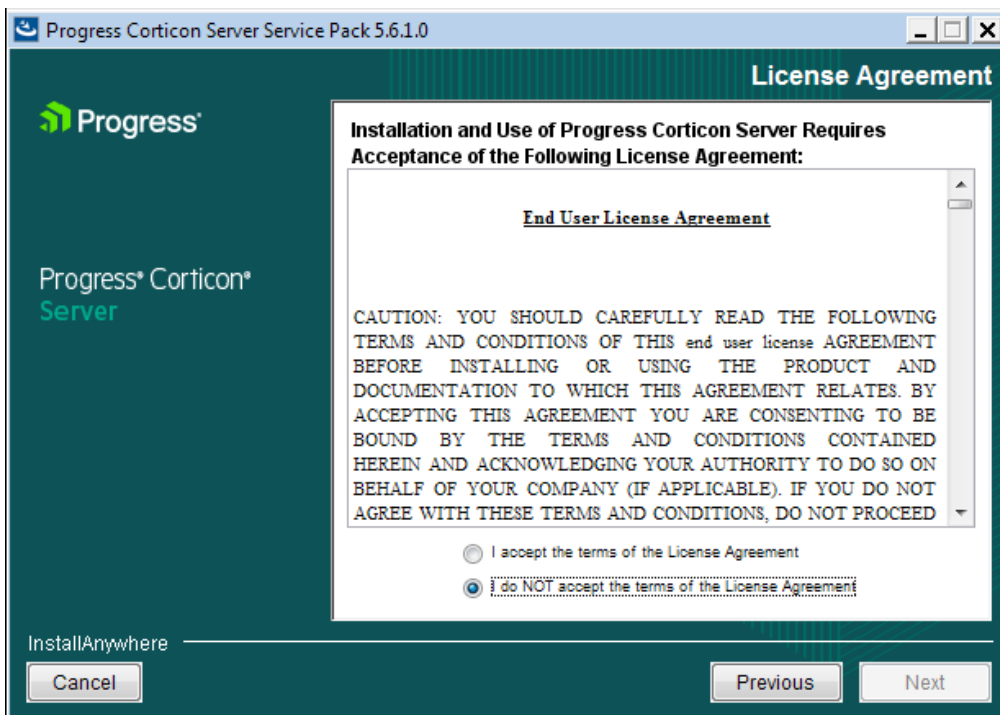 Progress Corticon Server Service Pack 5.6.1.0
License Agreement
Progress®
Progress® Corticon®
Server
Installation and Use of Progress Corticon Server Requires
Acceptance of the Following License Agreement:
End User License Agreement
CAUTION: YOU SHOULD CAREFULLY READ THE FOLLOWING
TERMS AND CONDITIONS OF THIS end user license AGREEMENT
BEFORE INSTALLING OR USING THE PRODUCT AND
DOCUMENTATION TO WHICH THIS AGREEMENT RELATES. BY
ACCEPTING THIS AGREEMENT YOU ARE CONSENTING TO BE
BOUND BY THE TERMS AND CONDITIONS CONTAINED
HEREIN AND ACKNOWLEDGING YOUR AUTHORITY TO DO SO ON
BEHALF OF YOUR COMPANY (IF APPLICABLE). IF YOU DO NOT
AGREE WITH THESE TERMS AND CONDITIONS, DO NOT PROCEED
I accept the terms of the License Agreement
I do NOT accept the terms of the License Agreement
InstallAnywhere
Cancel
Previous
Next